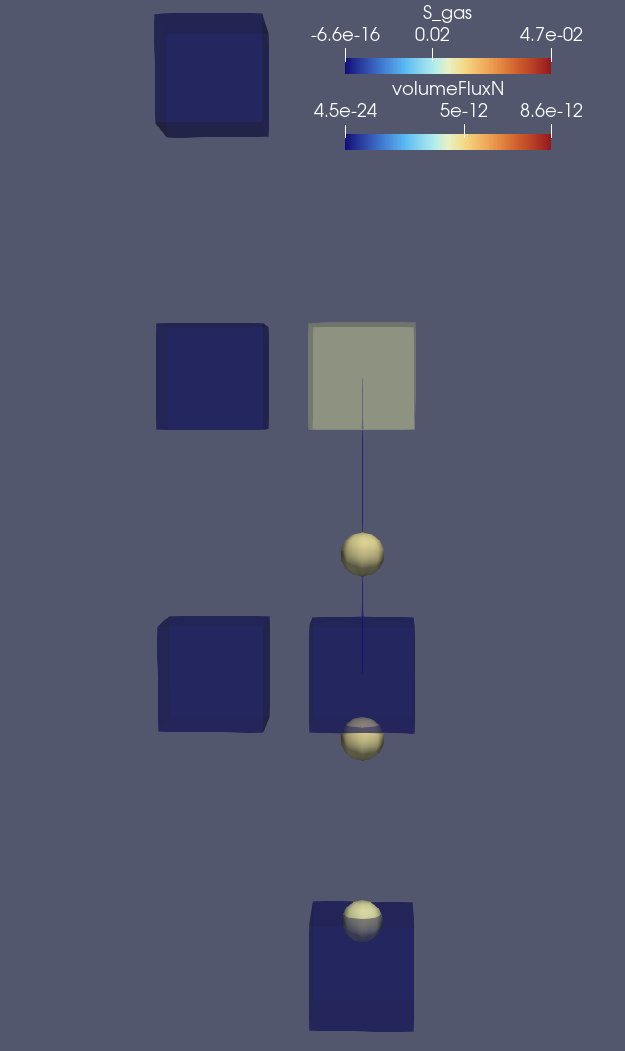 S_gas
-6.6e-16 0.02 4.7e-02
volumeFluxN
4.5e-24 5e-12 8.6e-12